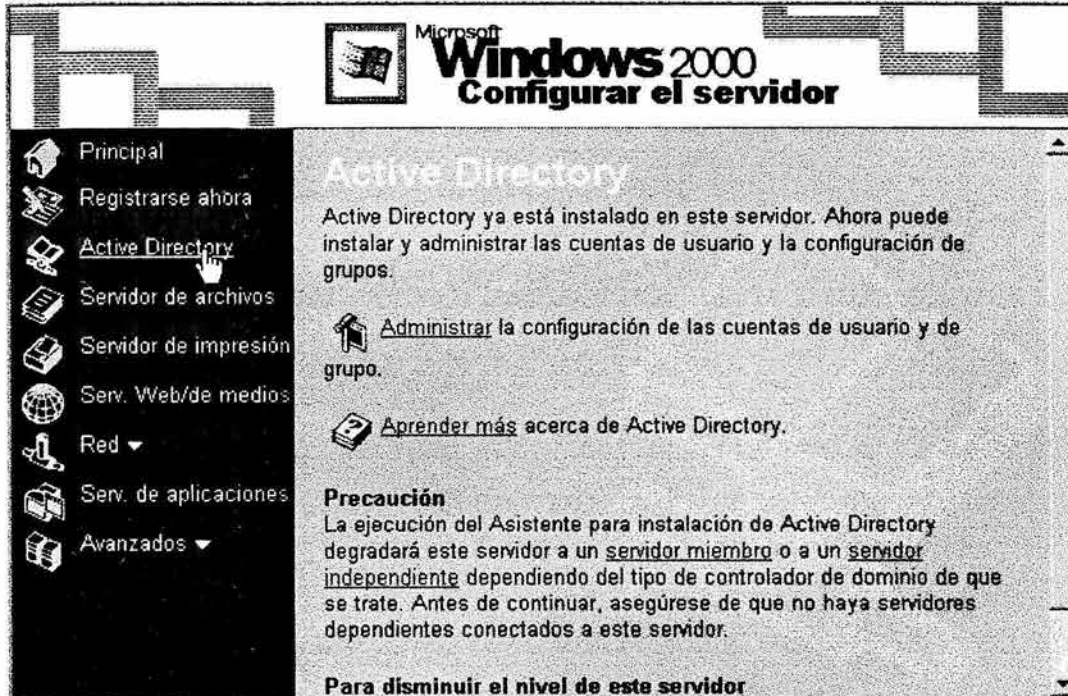 Microsoft
Windows 2000
Configurar el servidor
Principal
Registrarse ahora
Active Directory
Servidor de archivos
Servidor de impresión
Serv. Web/de medios
Red
Serv. de aplicaciones
Avanzados
Active Directory
Active Directory ya está instalado en este servidor. Ahora puede
instalar y administrar las cuentas de usuario y la configuración de
grupos.
Administrar la configuración de las cuentas de usuario y de
grupo.
Aprender más acerca de Active Directory.
Precaución
La ejecución del Asistente para instalación de Active Directory
degradará este servidor a un servidor miembro o a un servidor
independiente dependiendo del tipo de controlador de dominio de que
se trate. Antes de continuar, asegúrese de que no haya servidores
dependientes conectados a este servidor.
Para disminuir el nivel de este servidor